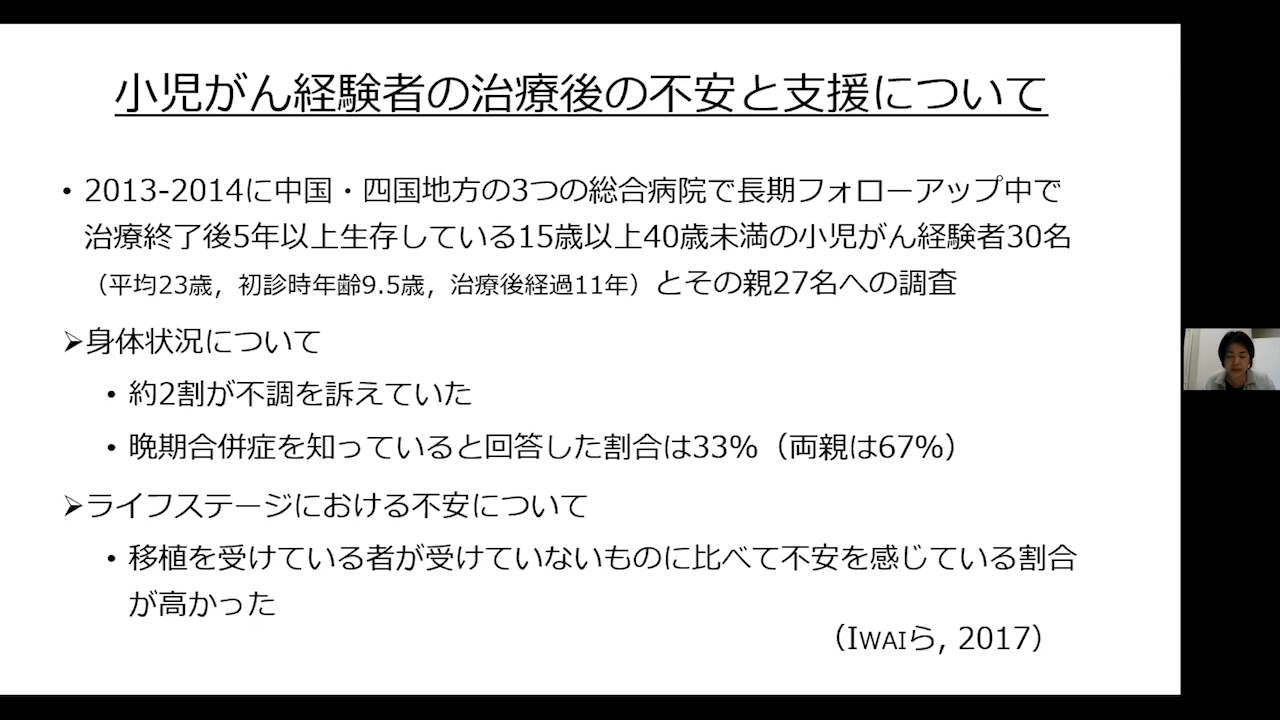 小児がん経験者の治療後の不安と支援について
• 2013-2014に中国・四国地方の3つの総合病院で長期フォローアップ中で
治療終了後5年以上生存している15歳以上40歳未満の小児がん経験者30名
（平均23歳，初診時年齢9.5歳，治療後経過11年）とその親27名への調査
➢身体状況について
• 約2割が不調を訴えていた
• 晩期合併症を知っていると回答した割合は33%（両親は67%）
➢ライフステージにおける不安について
• 移植を受けている者が受けていないものに比べて不安を感じている割合
が高かった
（IWAIら, 2017）